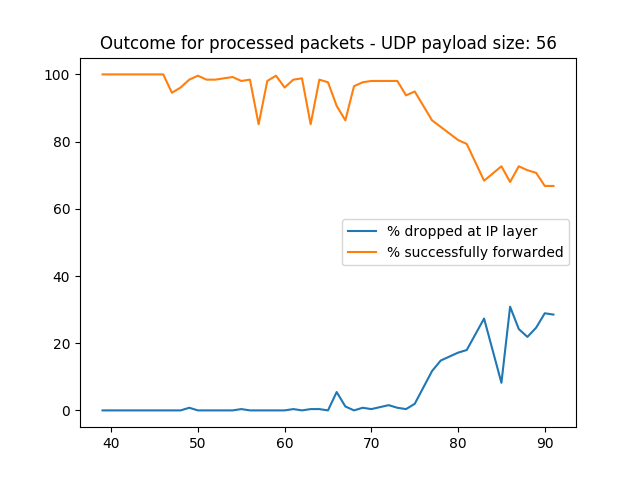 Outcome for processed packets - UDP payload size: 56
100
80
60
40
20
0
% dropped at IP layer
% successfully forwarded
40 50 60 70 80 90